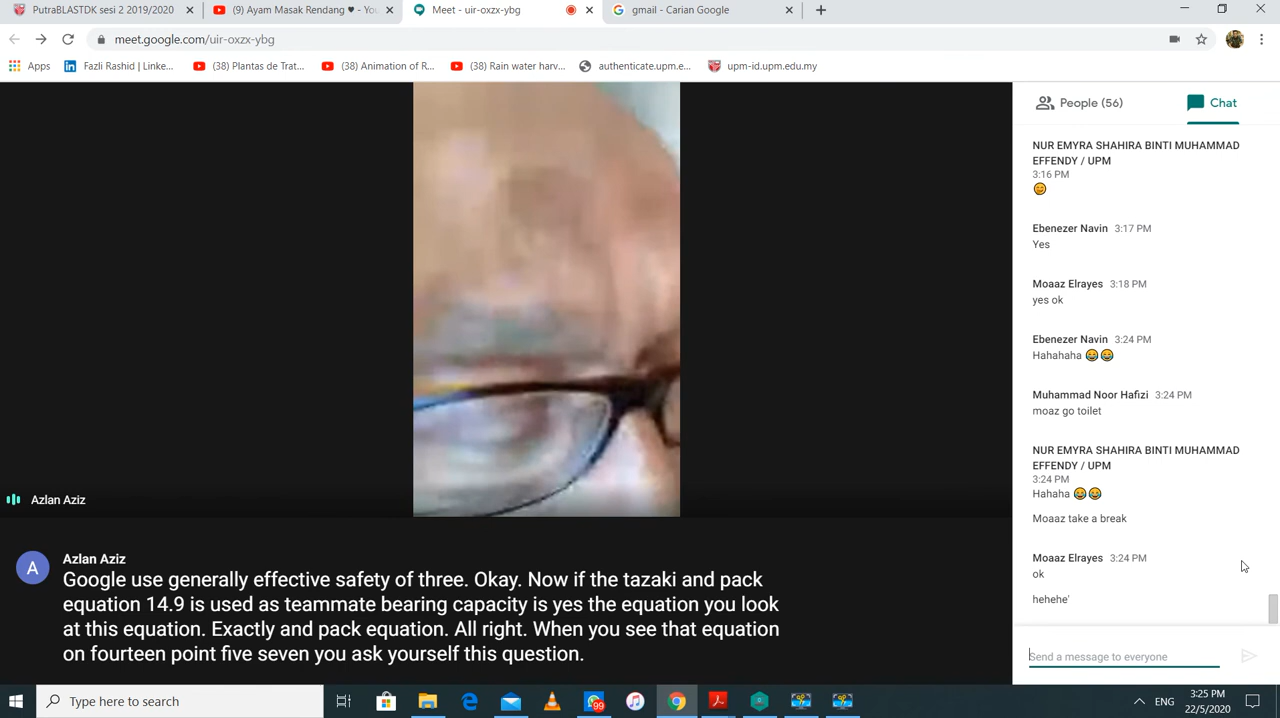 PutraBLASTDK sesi 2 2019/2020
(9) Ayam Masak Rendang ♥ - You
Meet - uir-oxzx-ybg
gmail - Carian Google
meet.google.com/uir-oxzx-ybg
Apps
Fazli Rashid | Linke...
(38) Plantas de Trat...
(38) Animation of R...
(38) Rain water harv...
authenticate.upm.e...
upm-id.upm.edu.my
People (56)
Chat
NUR EMYRA SHAHIRA BINTI MUHAMMAD
EFFENDY / UPM
3:16 PM
😊
Ebenezer Navin 3:17 PM
Yes
Moaaz Elrayes 3:18 PM
yes ok
Ebenezer Navin 3:24 PM
Hahahaha 😂😂
Muhammad Noor Hafizi 3:24 PM
moaz go toilet
NUR EMYRA SHAHIRA BINTI MUHAMMAD
EFFENDY / UPM
3:24 PM
Hahaha 😂😂
Moaaz take a break
Moaaz Elrayes 3:24 PM
ok
hehehe'
Send a message to everyone
Azlan Aziz
A
Azlan Aziz
Google use generally effective safety of three. Okay. Now if the tazaki and pack
equation 14.9 is used as teamnate bearing capacity is yes the equation you look
at this equation. Exactly and pack equation. All right. When you see that equation
on fourteen point five seven you ask yourself this question.
Type here to search
99
ENG
3:25 PM
22/5/2020